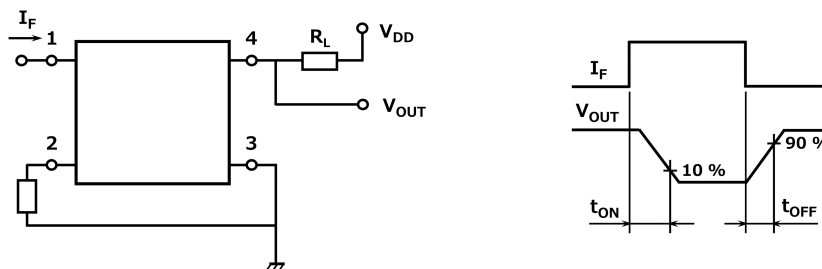 I_F
1
4
R_L
V_DD
V_OUT
2
3
I_F
V_OUT
10 %
90 %
t_ON
t_OFF